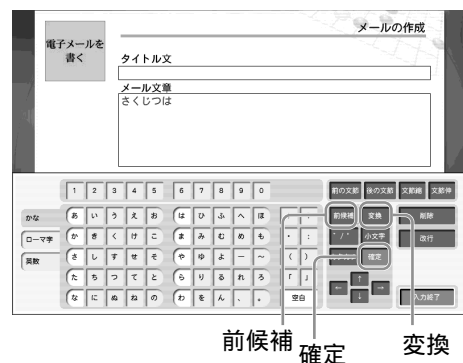 メールの作成
電子メールを
書く
タイトル文
メール文章
さくじつは
1 2 3 4 5 6 7 8 9 0 前の文節 後の文節 文節縮 文節伸
かな あ い う え お は ひ ふ へ ほ 前候補 変換 削除
ローマ字 か き く け こ ま み む め も ・ : ゛/゜ 小文字 改行
英数 さ し す せ そ や ゆ よ ー ～ ( ) 確定
た ち つ て と ら り る れ ろ 「 」 ↑
な に ぬ ね の わ を ん 、 。 空白 ← ↓ → 入力終了
前候補 確定 変換